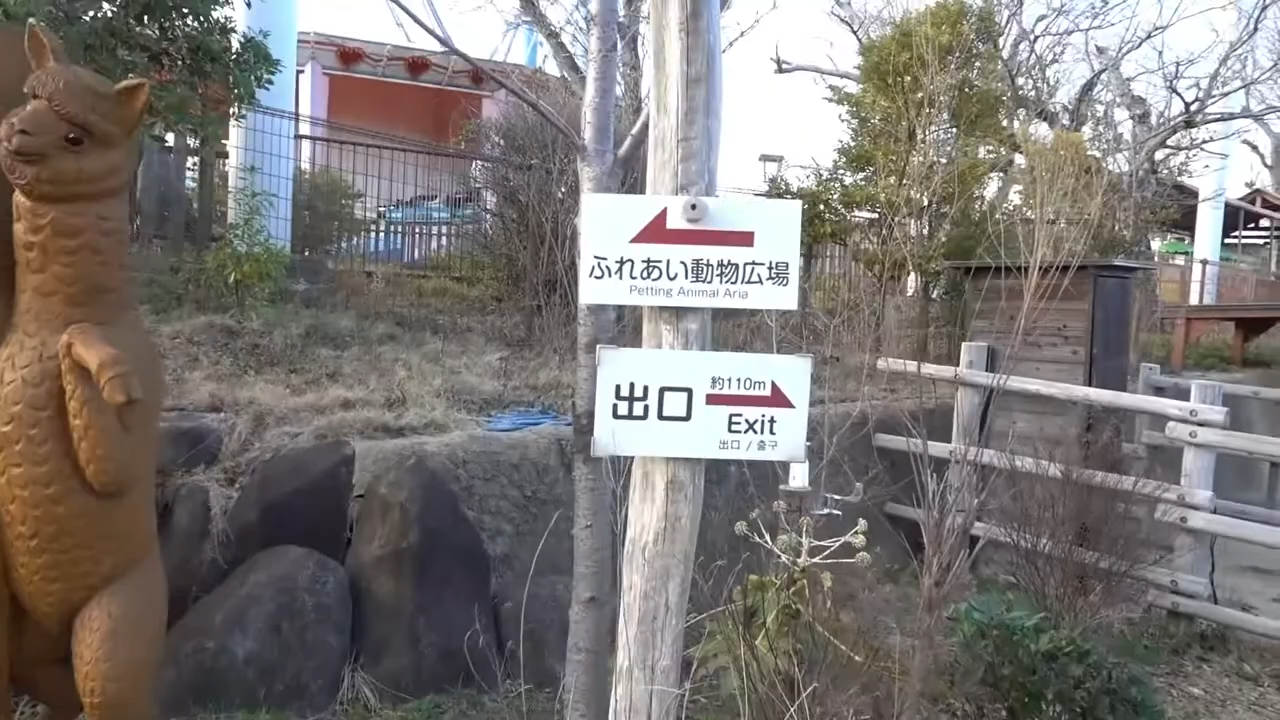 ふれあい動物広場
Petting Animal Aria
約110m
出口
Exit
出口 / 출구